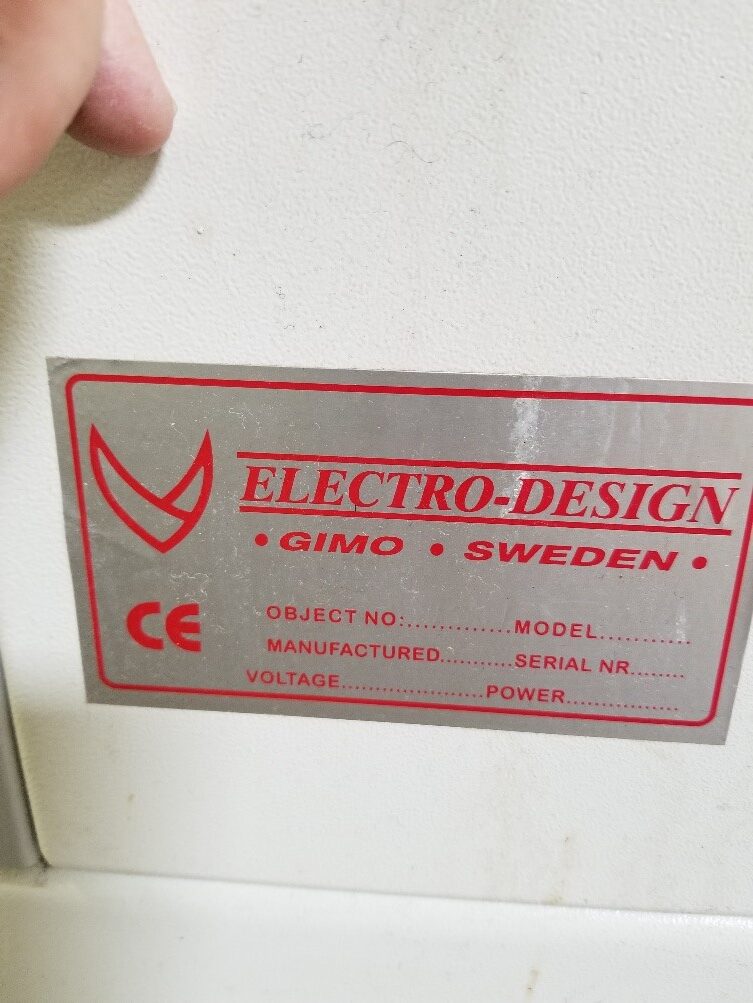 ELECTRO-DESIGN
• GIMO • SWEDEN •
CE
OBJECT NO:.............MODEL...........
MANUFACTURED...........SERIAL NR........
VOLTAGE.....................POWER.................